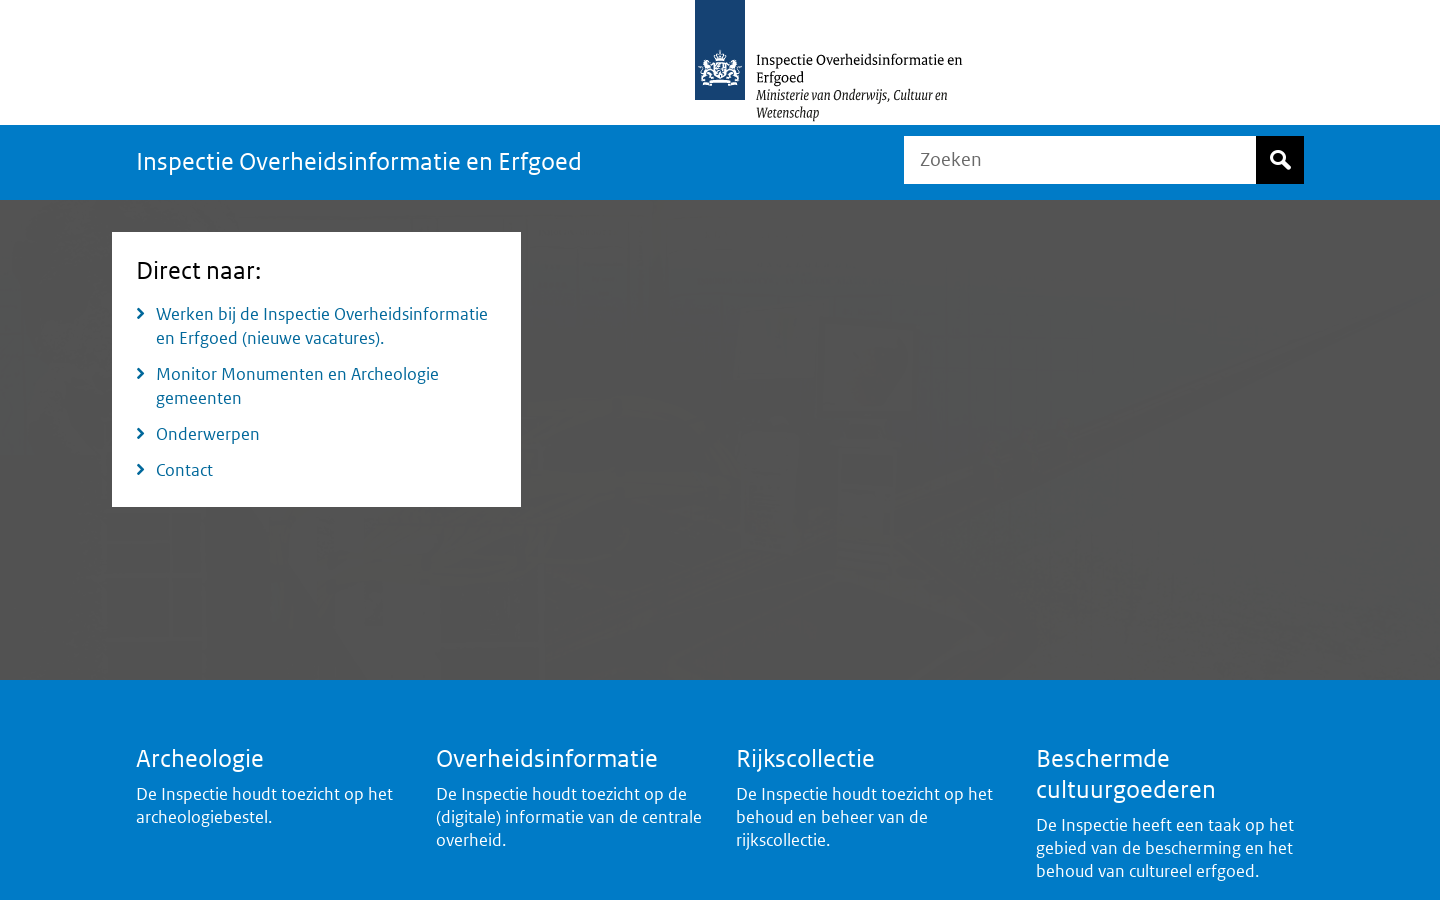 Inspectie Overheidsinformatie en
Erfgoed
Ministerie van Onderwijs, Cultuur en
Wetenschap
Inspectie Overheidsinformatie en Erfgoed
Zoeken
Direct naar:
Werken bij de Inspectie Overheidsinformatie
en Erfgoed (nieuwe vacatures).
Monitor Monumenten en Archeologie
gemeenten
Onderwerpen
Contact
Archeologie
De Inspectie houdt toezicht op het
archeologiebestel.
Overheidsinformatie
De Inspectie houdt toezicht op de
(digitale) informatie van de centrale
overheid.
Rijkscollectie
De Inspectie houdt toezicht op het
behoud en beheer van de
rijkscollectie.
Beschermde
cultuurgoederen
De Inspectie heeft een taak op het
gebied van de bescherming en het
behoud van cultureel erfgoed.